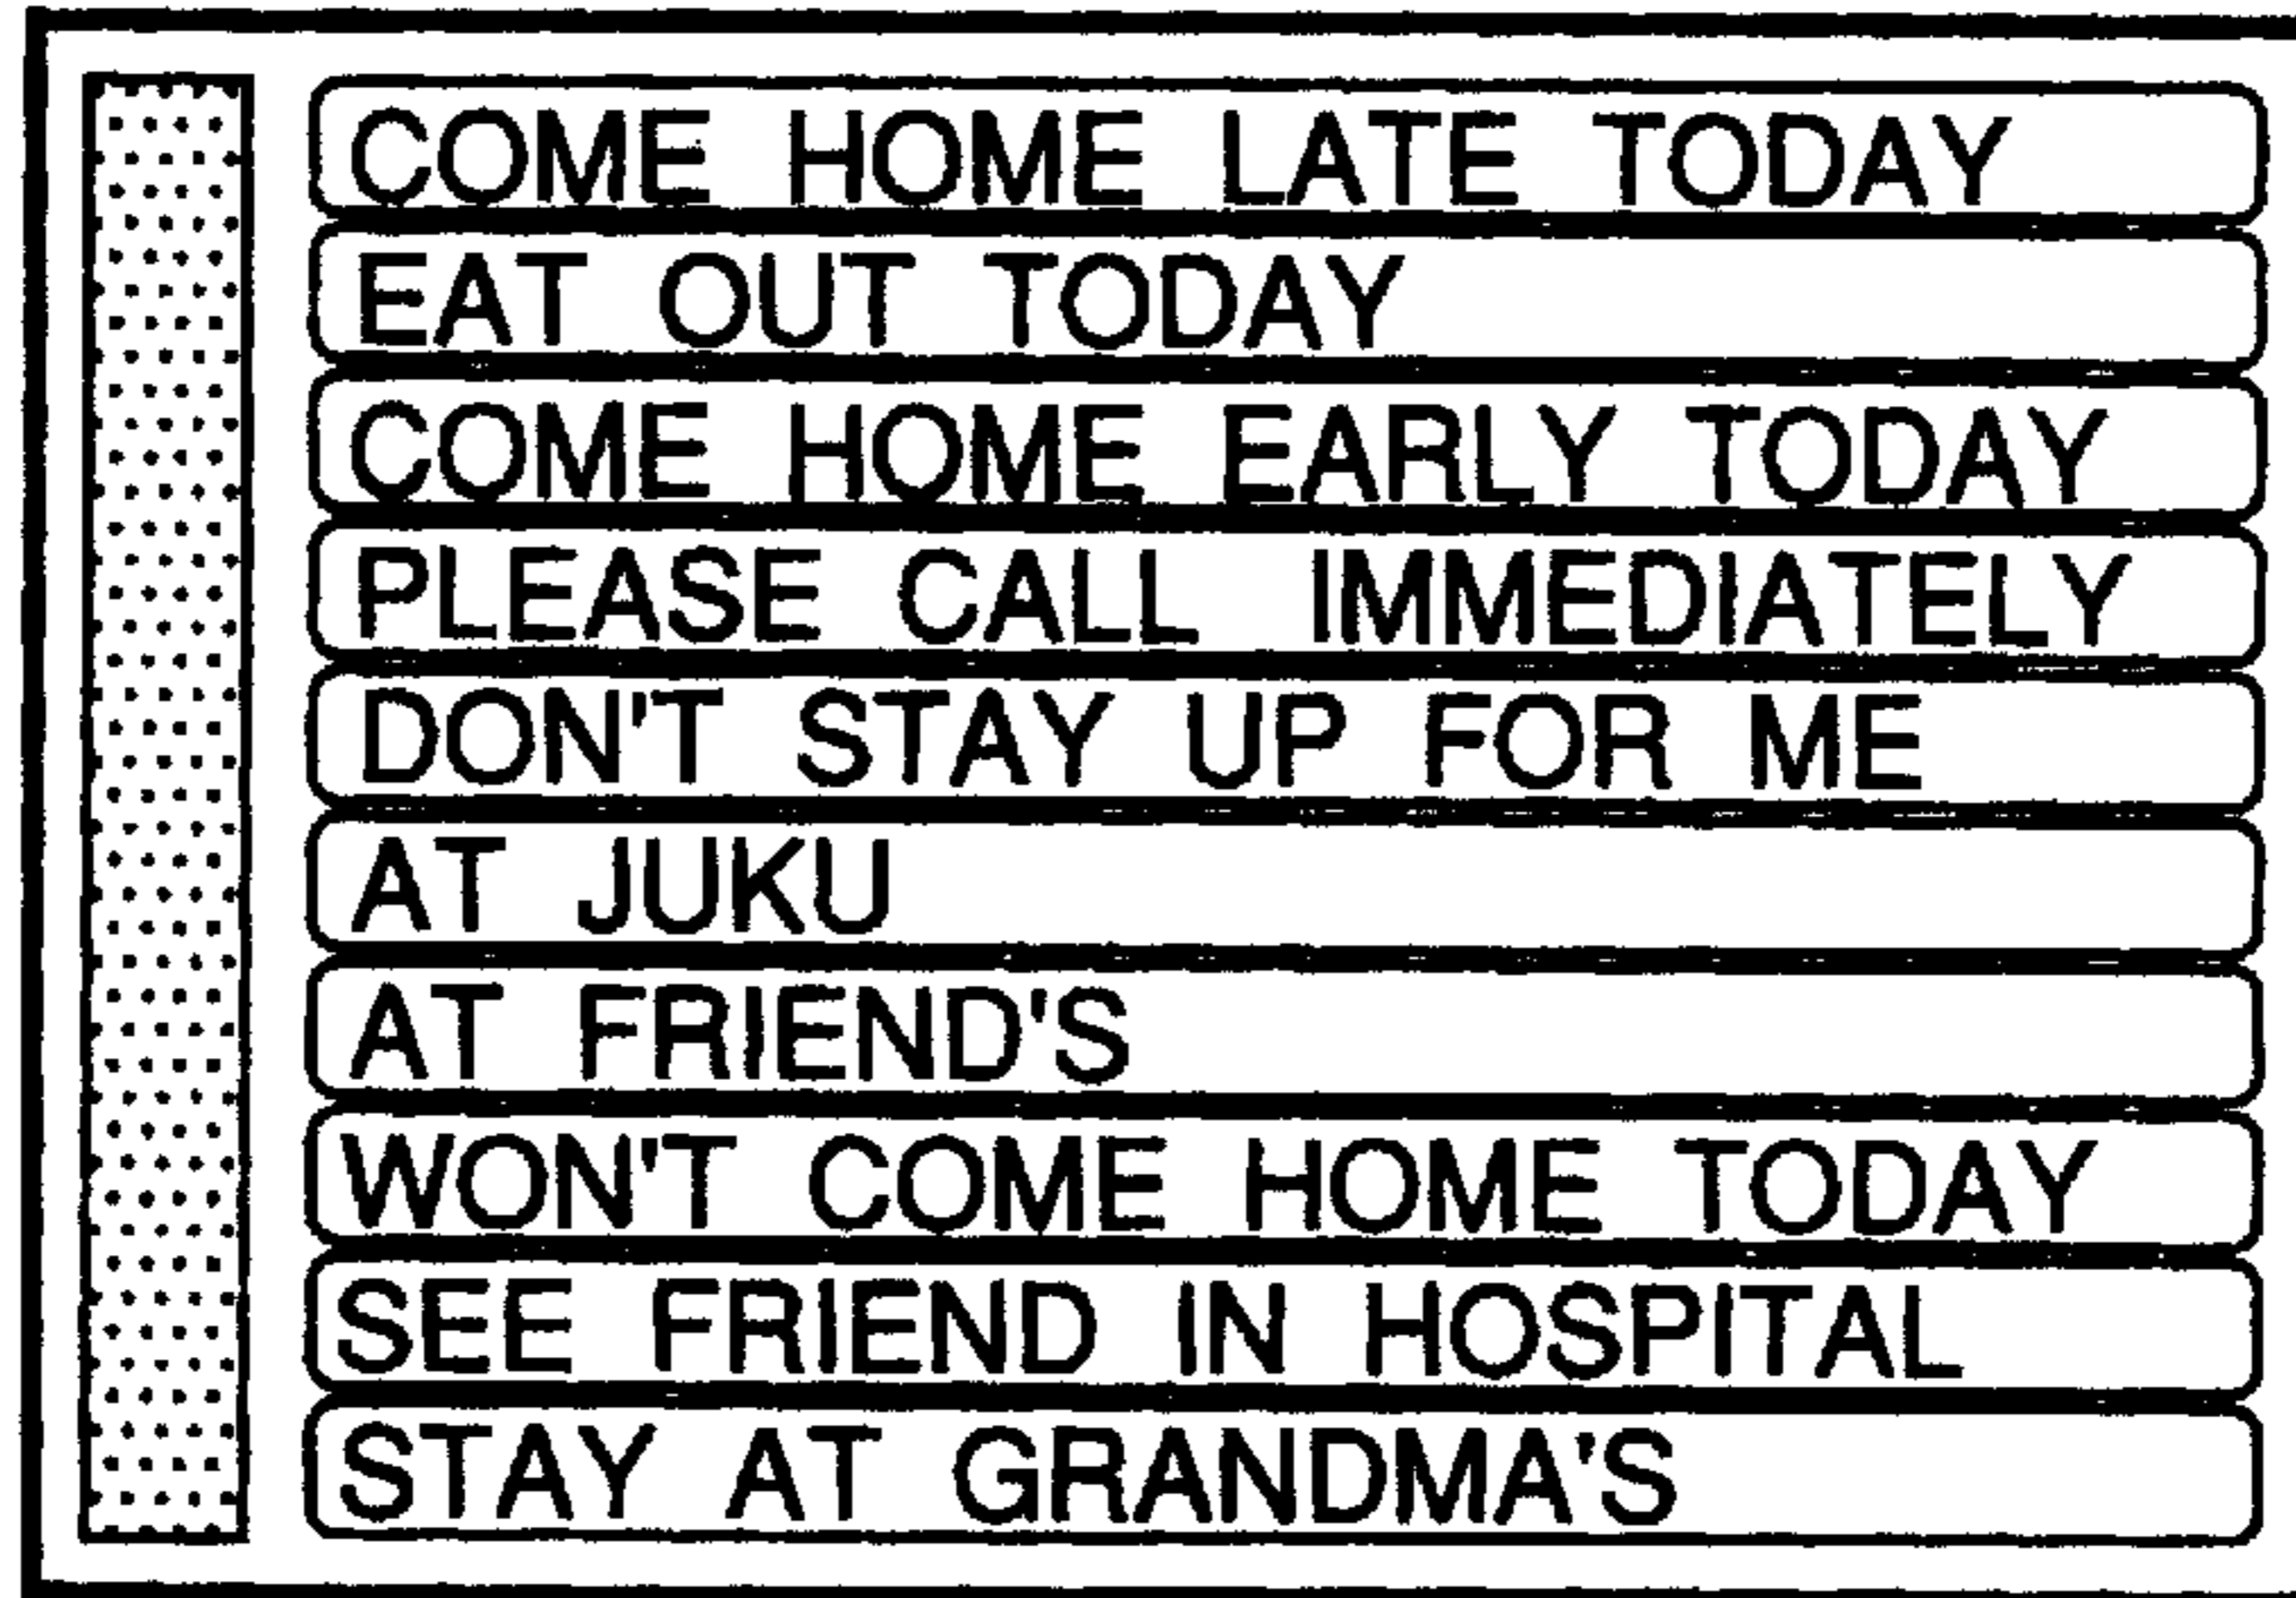 COME HOME LATE TODAY
EAT OUT TODAY
COME HOME EARLY TODAY
PLEASE CALL IMMEDIATELY
DON'T STAY UP FOR ME
AT JUKU
AT FRIEND'S
WON'T COME HOME TODAY
SEE FRIEND IN HOSPITAL
STAY AT GRANDMA'S